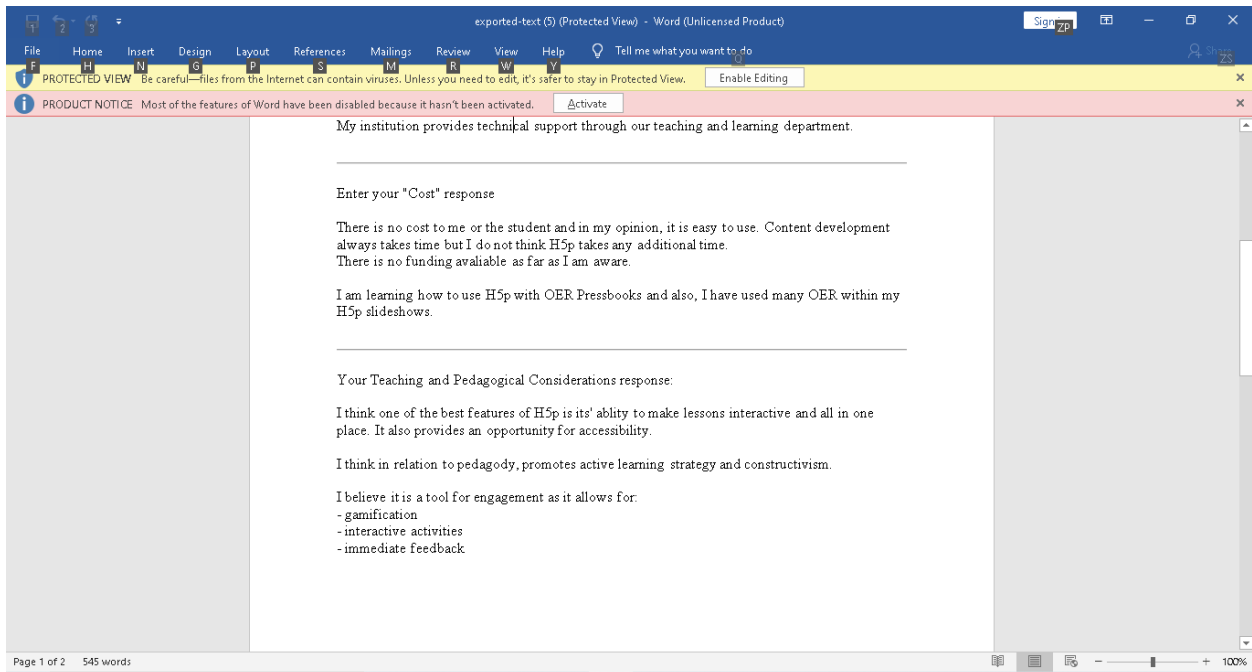 exported-text (5) (Protected View) - Word (Unlicensed Product)
1 2 3 ZP
File Home Insert Design Layout References Mailings Review View Help Tell me what you want to do
F H N G P S M R W Y Q ZS
PROTECTED VIEW Be careful—files from the Internet can contain viruses. Unless you need to edit, it's safer to stay in Protected View. Enable Editing
PRODUCT NOTICE Most of the features of Word have been disabled because it hasn't been activated. Activate
My institution provides technical support through our teaching and learning department.
Enter your "Cost" response
There is no cost to me or the student and in my opinion, it is easy to use. Content development
always takes time but I do not think H5p takes any additional time.
There is no funding avaliable as far as I am aware.
I am learning how to use H5p with OER Pressbooks and also, I have used many OER within my
H5p slideshows.
Your Teaching and Pedagogical Considerations response:
I think one of the best features of H5p is its' ablity to make lessons interactive and all in one
place. It also provides an opportunity for accessibility.
I think in relation to pedagody, promotes active learning strategy and constructivism.
I believe it is a tool for engagement as it allows for:
- gamification
- interactive activities
- immediate feedback
Page 1 of 2 545 words 100%